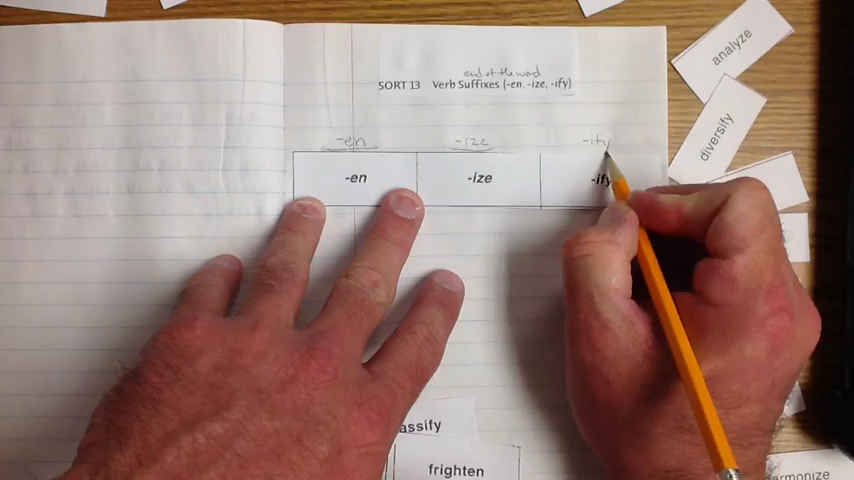 end of the word
SORT 13 Verb Suffixes (-en, -ize, -ify)
-en -ize -ify
-en -ize -ify
analyze
diversify
assify
frighten
armonize